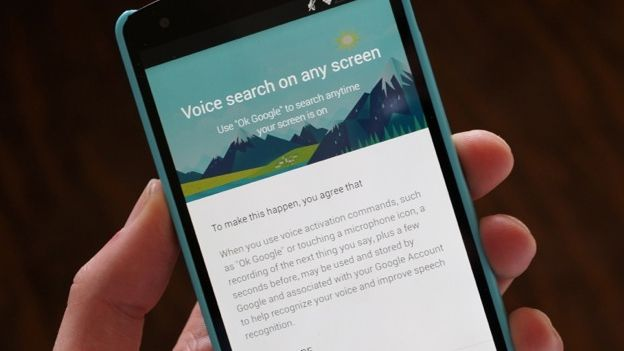 Voice search on any screen
Use "Ok Google" to search anytime
your screen is on
To make this happen, you agree that
When you use voice activation commands, such
as "Ok Google" or touching a microphone icon, a
recording of the next thing you say, plus a few
seconds before, may be used and stored by
Google and associated with your Google Account
to help recognize your voice and improve speech
recognition.